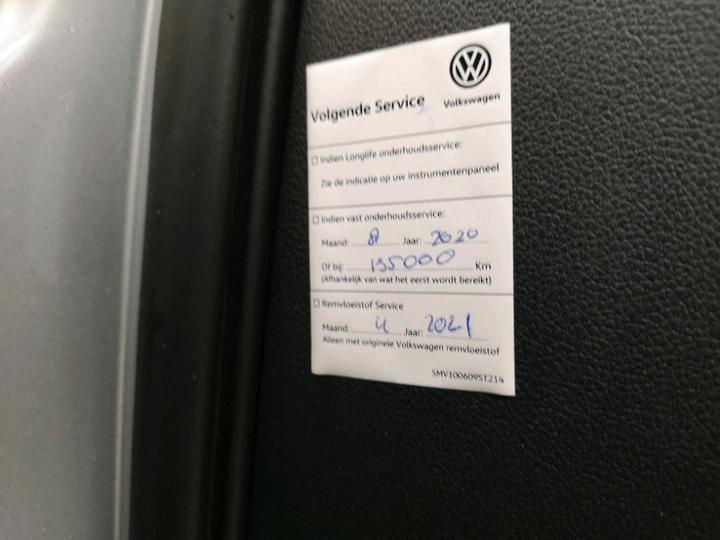 Volgende Service
Volkswagen
Indien Longlife onderhoudsservice:
Zie de indicatie op uw instrumentenpaneel
Indien vast onderhoudsservice:
Maand: 8 Jaar: 2020
Of bij: 135000 Km
(Afhankelijk van wat het eerst wordt bereikt)
Remvloeistof Service
Maand: 4 Jaar: 2021
Alleen met originele Volkswagen remvloeistof
5MV100609ST214